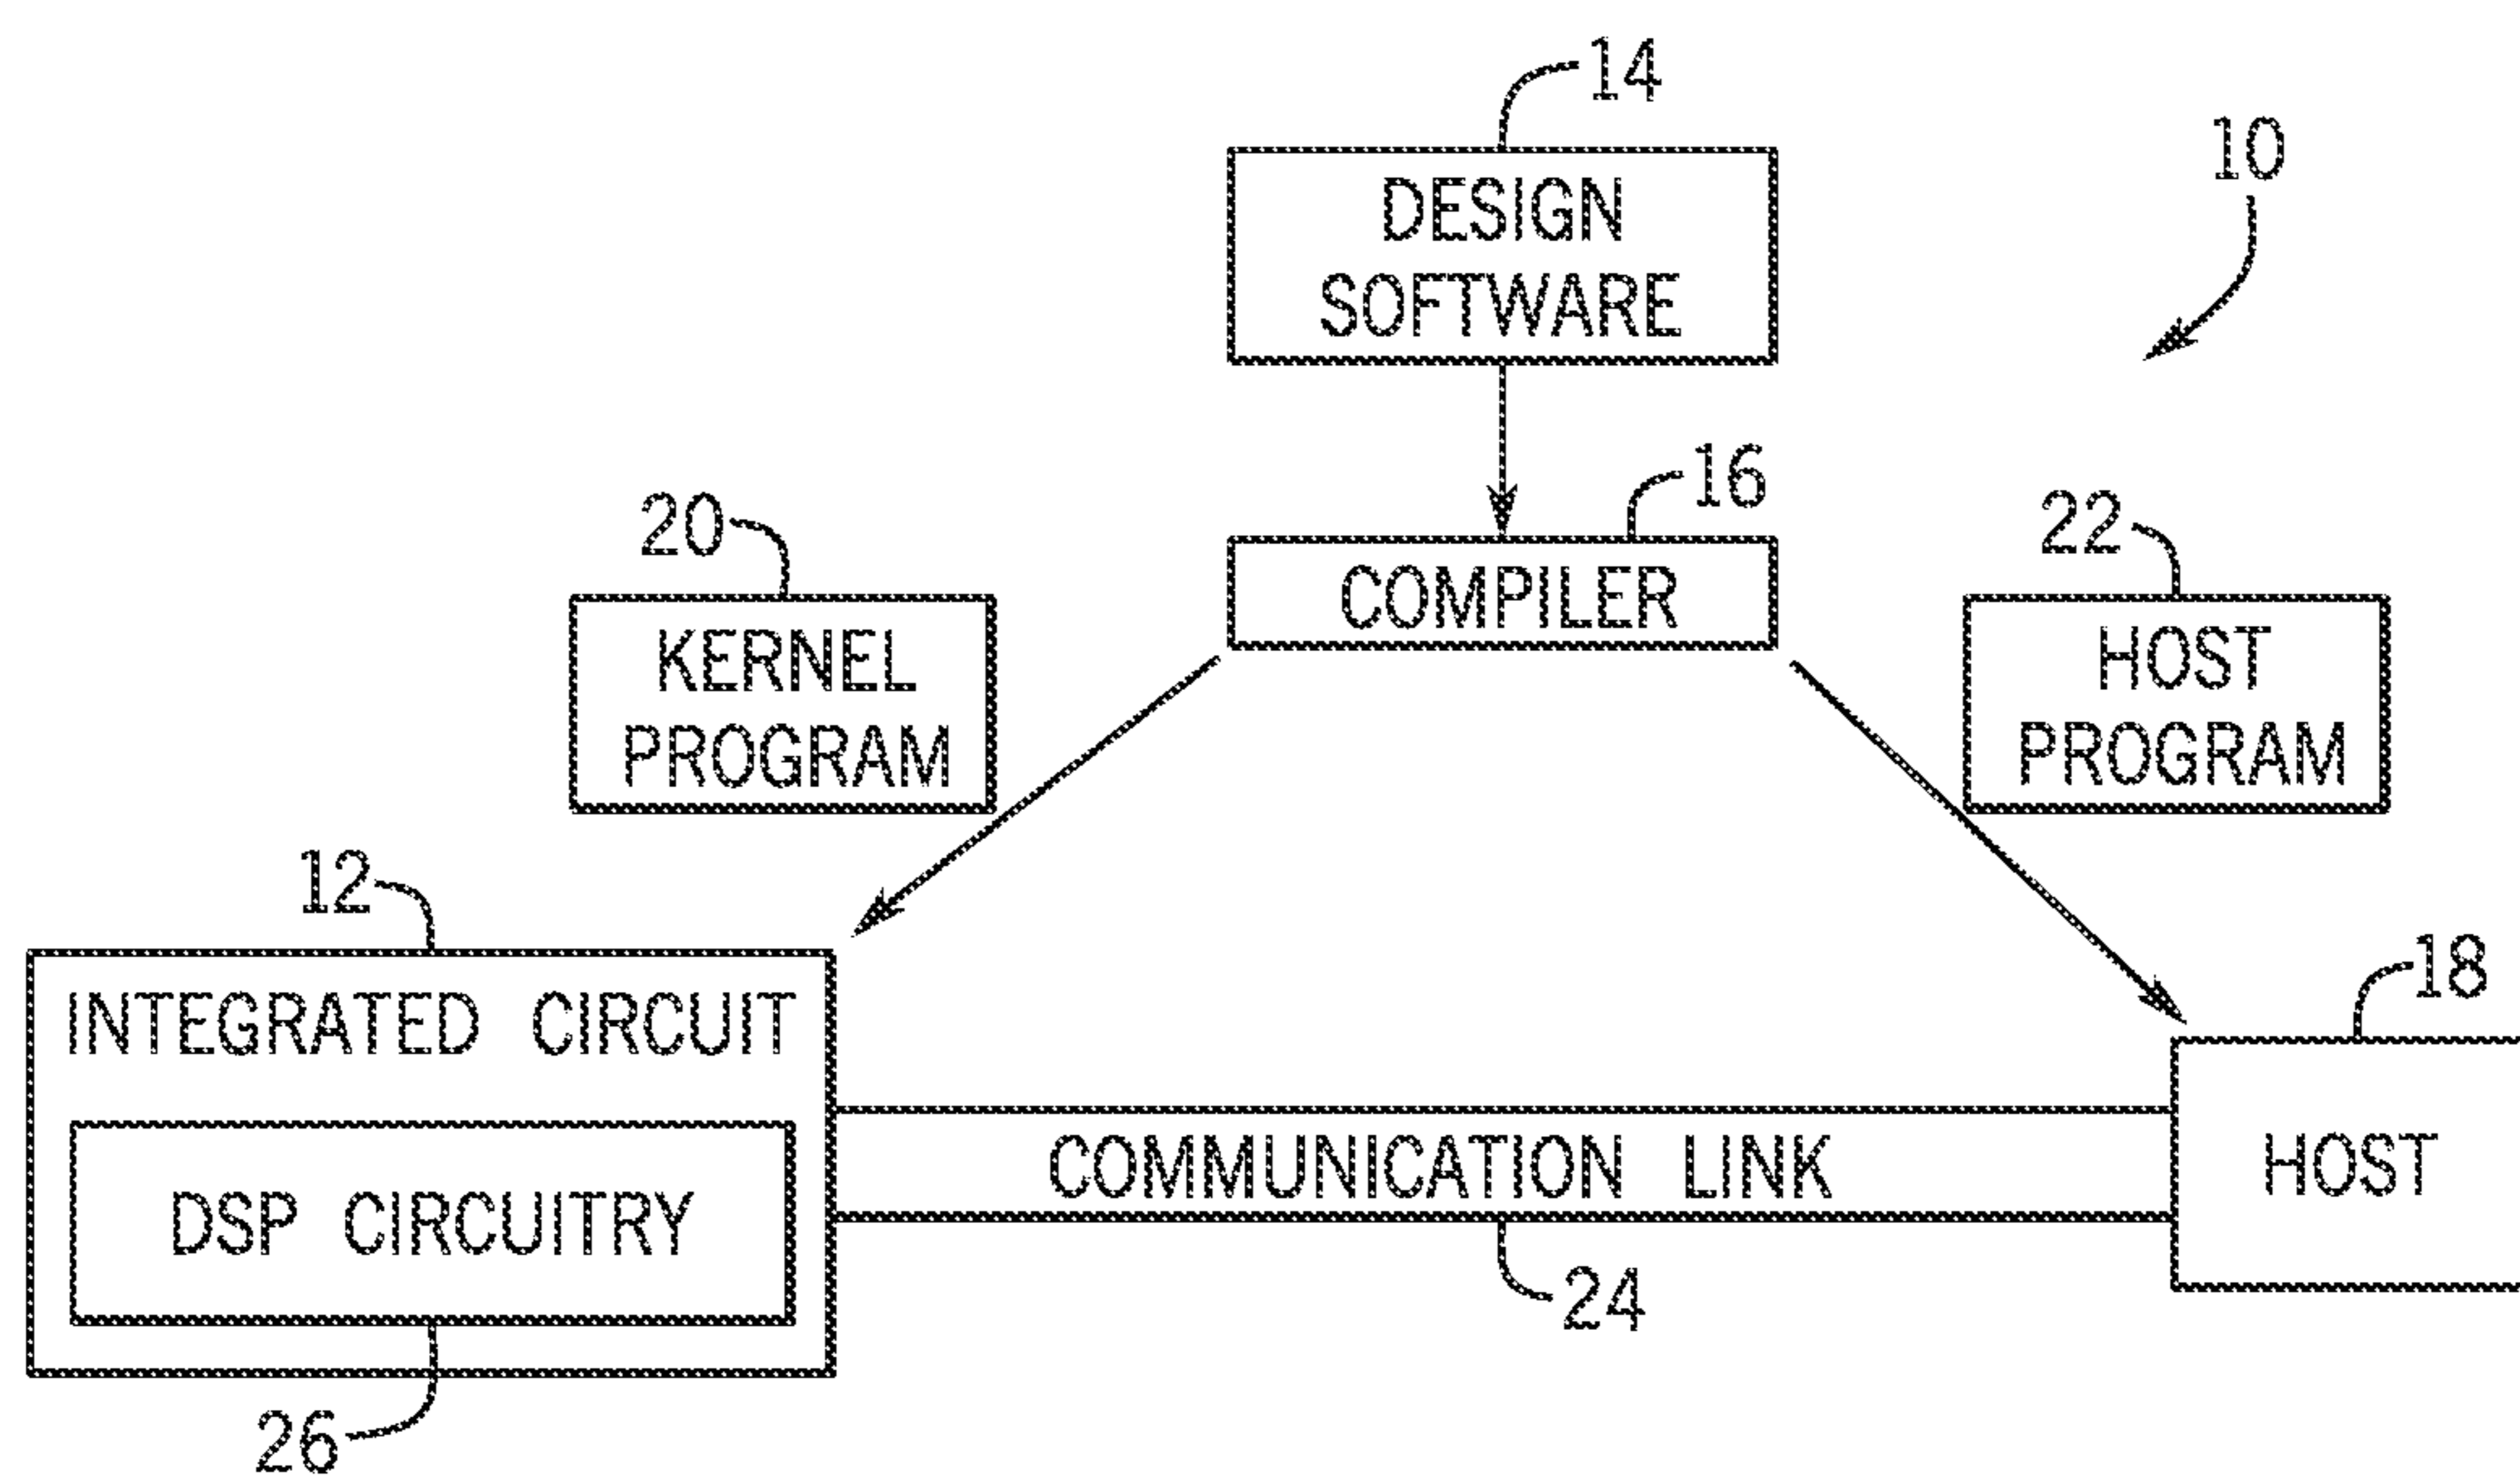 14
10
DESIGN
SOFTWARE
16
20
22
COMPILER
KERNEL
PROGRAM
HOST
PROGRAM
12
18
INTEGRATED CIRCUIT
COMMUNICATION LINK
HOST
DSP CIRCUITRY
24
26